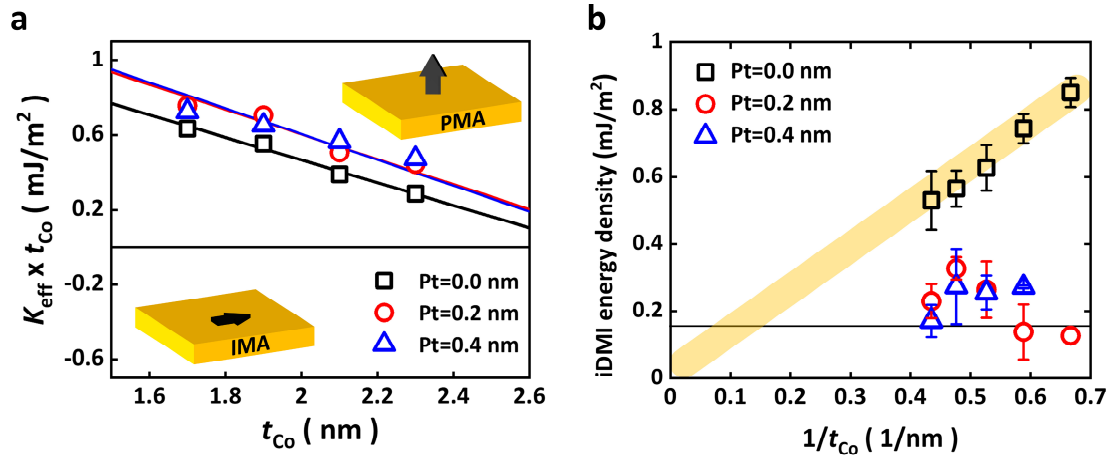 a
K_eff x t_Co ( mJ/m² )
1
0.6
0.2
-0.2
-0.6
PMA
IMA
Pt=0.0 nm
Pt=0.2 nm
Pt=0.4 nm
1.6 1.8 2.0 2.2 2.4 2.6
t_Co ( nm )
b
iDMI energy density (mJ/m²)
1
0.8
0.6
0.4
0.2
0
Pt=0.0 nm
Pt=0.2 nm
Pt=0.4 nm
0 0.1 0.2 0.3 0.4 0.5 0.6 0.7
1/t_Co ( 1/nm )